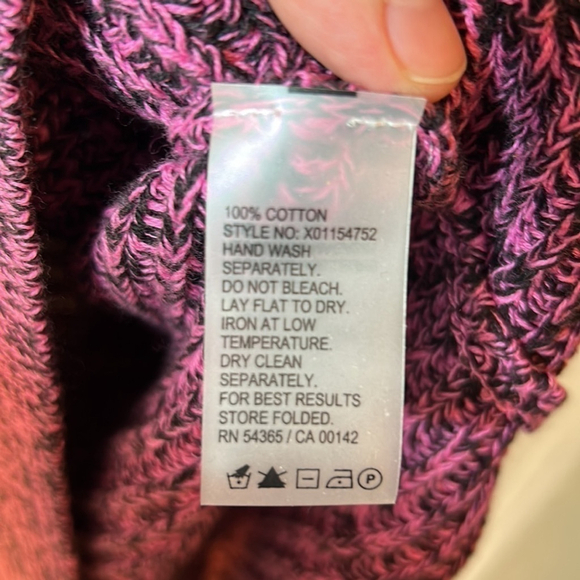 100% COTTON
STYLE NO: X01154752
HAND WASH
SEPARATELY.
DO NOT BLEACH.
LAY FLAT TO DRY.
IRON AT LOW
TEMPERATURE.
DRY CLEAN
SEPARATELY.
FOR BEST RESULTS
STORE FOLDED.
RN 54365 / CA 00142
P